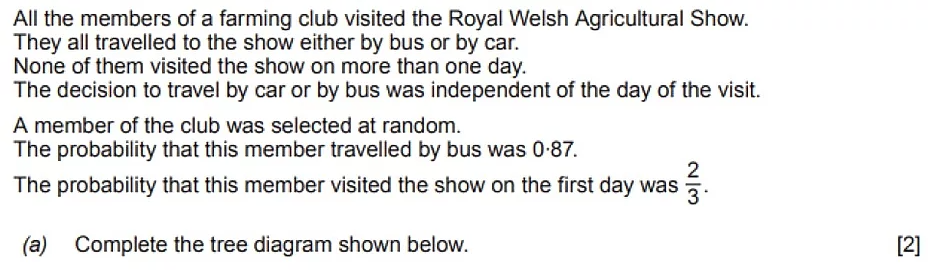 All the members of a farming club visited the Royal Welsh Agricultural Show.
They all travelled to the show either by bus or by car.
None of them visited the show on more than one day.
The decision to travel by car or by bus was independent of the day of the visit.
A member of the club was selected at random.
The probability that this member travelled by bus was 0·87.
The probability that this member visited the show on the first day was 2/3.
(a) Complete the tree diagram shown below. [2]